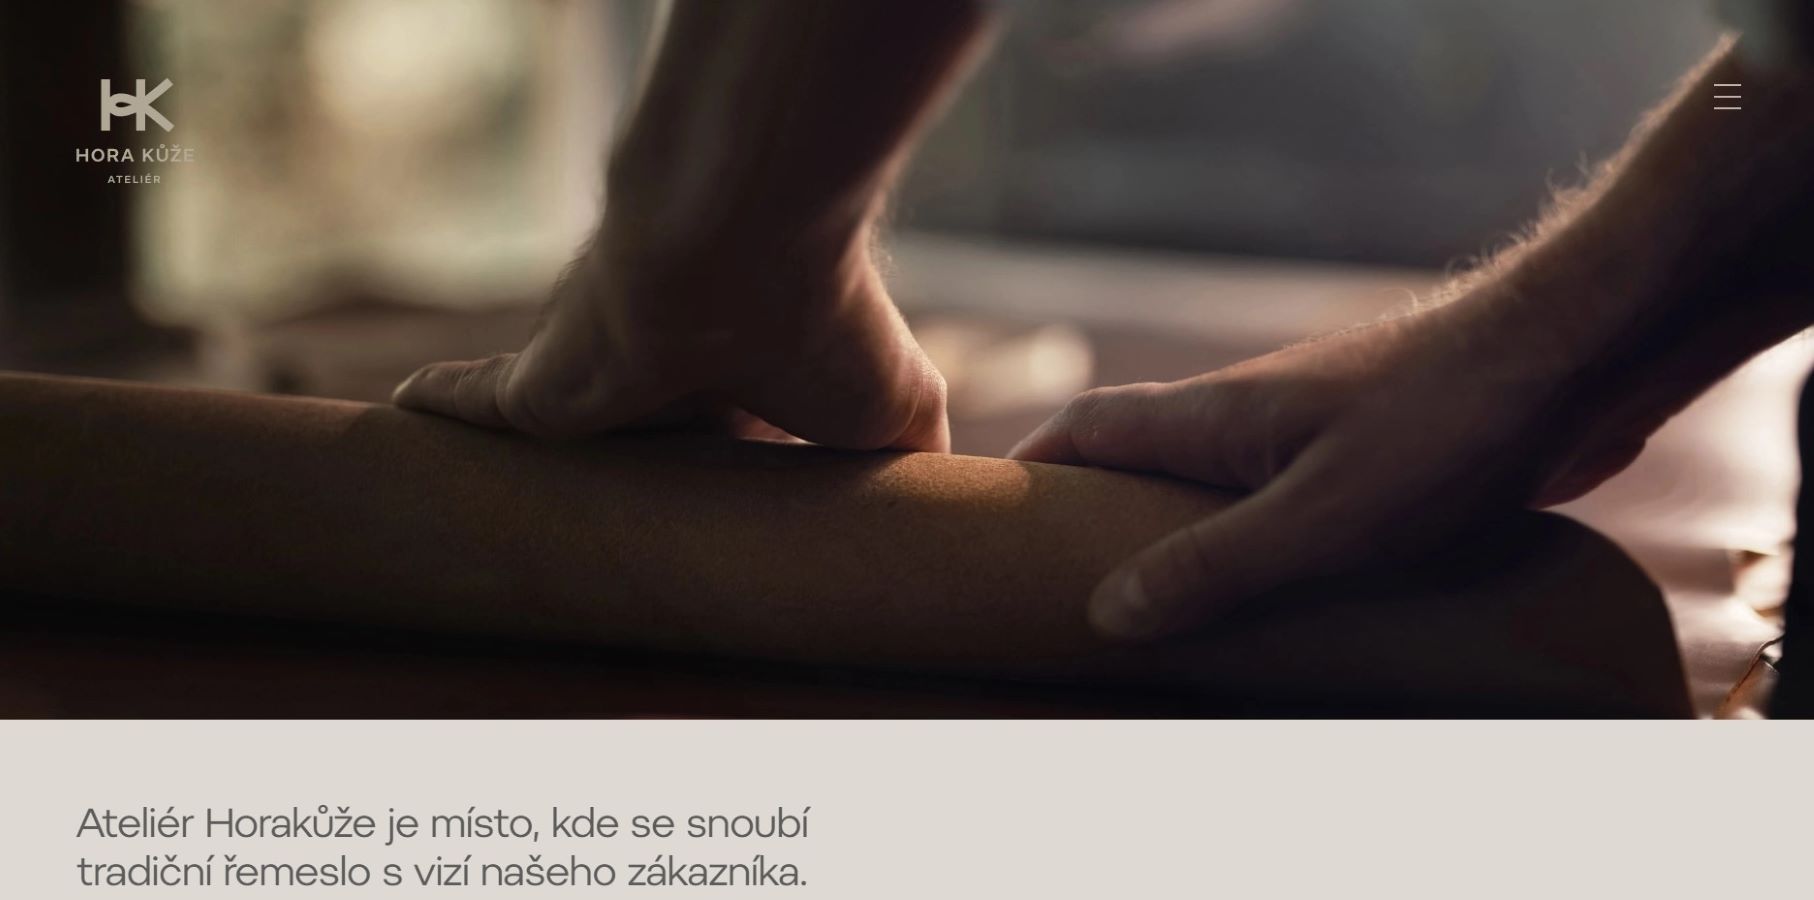 HK
HORA KŮŽE
ATELIÉR
Ateliér Horakůže je místo, kde se snoubí
tradiční řemeslo s vizí našeho zákazníka.